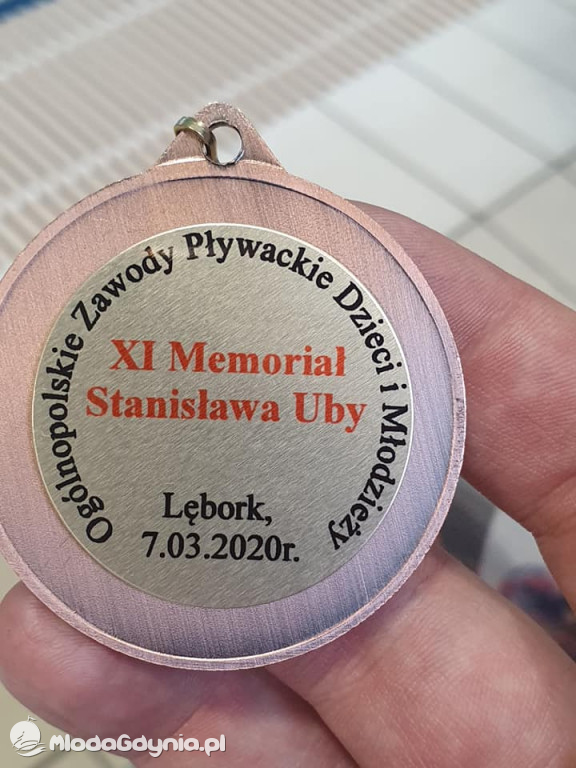 Ogólnopolskie Zawody Pływackie Dzieci i Młodzieży
XI Memoriał
Stanisława Uby
Lębork,
7.03.2020r.
MlodaGdynia.pl